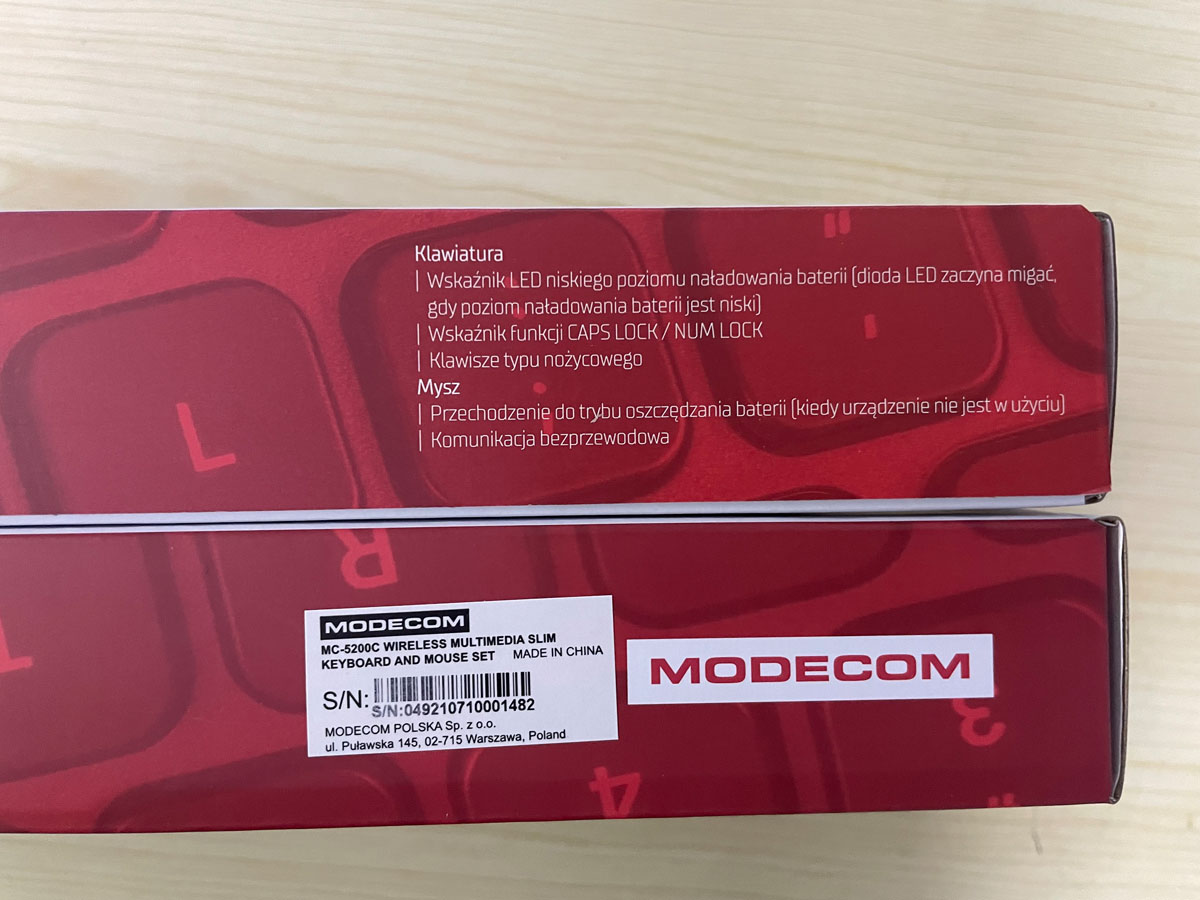 Klawiatura
| Wskaźnik LED niskiego poziomu naładowania baterii (dioda LED zaczyna migać,
gdy poziom naładowania baterii jest niski)
| Wskaźnik funkcji CAPS LOCK / NUM LOCK
| Klawisze typu nożycowego
Mysz
| Przechodzenie do trybu oszczędzania baterii (kiedy urządzenie nie jest w użyciu)
| Komunikacja bezprzewodowa
1
R
MODECOM
MC-5200C WIRELESS MULTIMEDIA SLIM
KEYBOARD AND MOUSE SET MADE IN CHINA
S/N:
S/N:049210710001482
MODECOM POLSKA Sp. z o.o.
ul. Puławska 145, 02-715 Warszawa, Poland
MODECOM
3
4